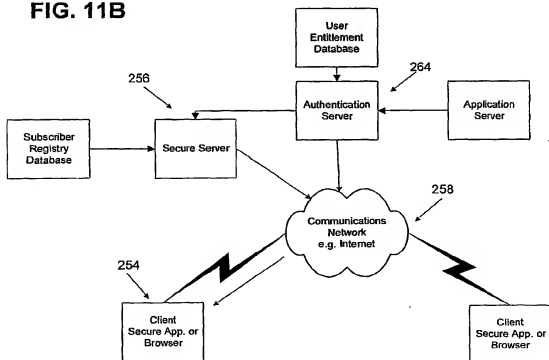 FIG. 11B
User
Entitlement
Database
256
264
Authentication
Server
Application
Server
Subscriber
Registry
Database
Secure Server
Communications
Network
e.g. Internet
258
254
Client
Secure App. or
Browser
Client
Secure App. or
Browser